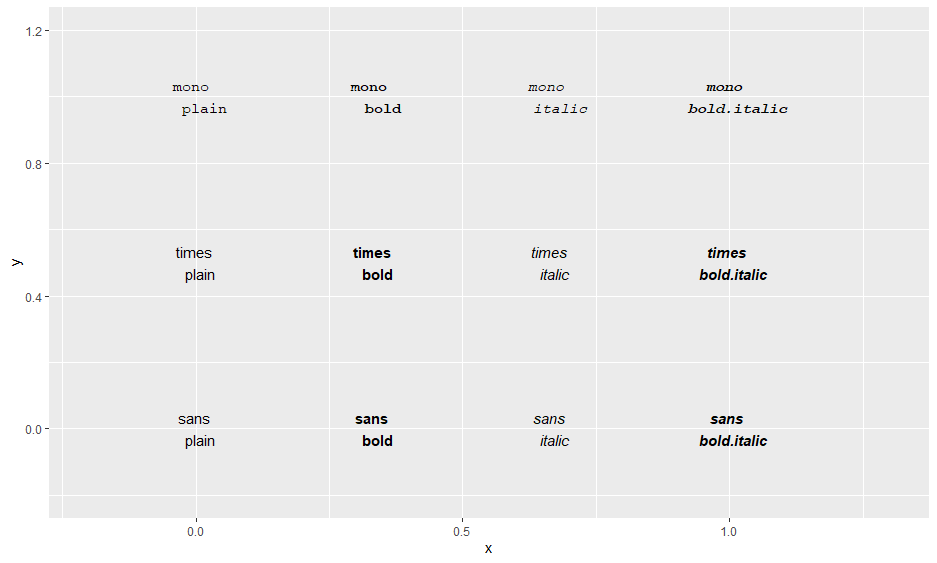 1.2
mono mono mono mono
plain bold italic bold.italic
0.8
times times times times
plain bold italic bold.italic
y
0.4
sans sans sans sans
0.0
plain bold italic bold.italic
0.0 0.5 1.0
x